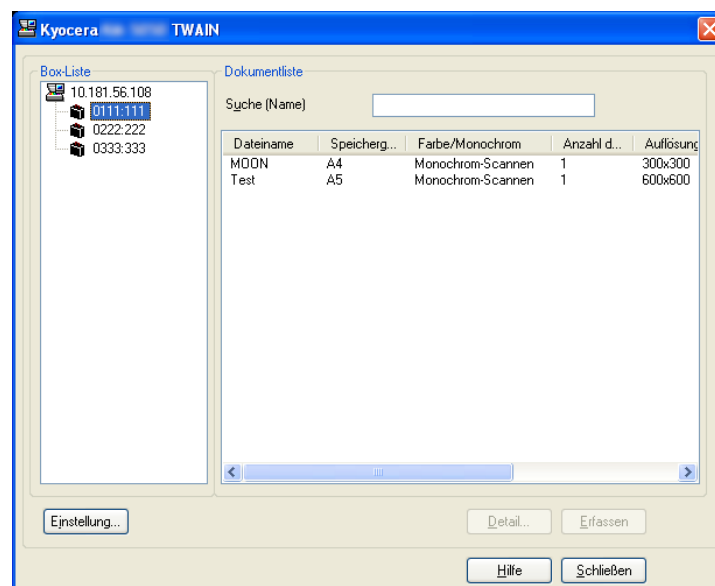 Kyocera TWAIN
Box-Liste
10.181.56.108
0111:111
0222:222
0333:333
Dokumentliste
Suche (Name)
Dateiname Speicherg... Farbe/Monochrom Anzahl d... Auflösung
MOON A4 Monochrom-Scannen 1 300x300
Test A5 Monochrom-Scannen 1 600x600
Einstellung... Detail... Erfassen
Hilfe Schließen